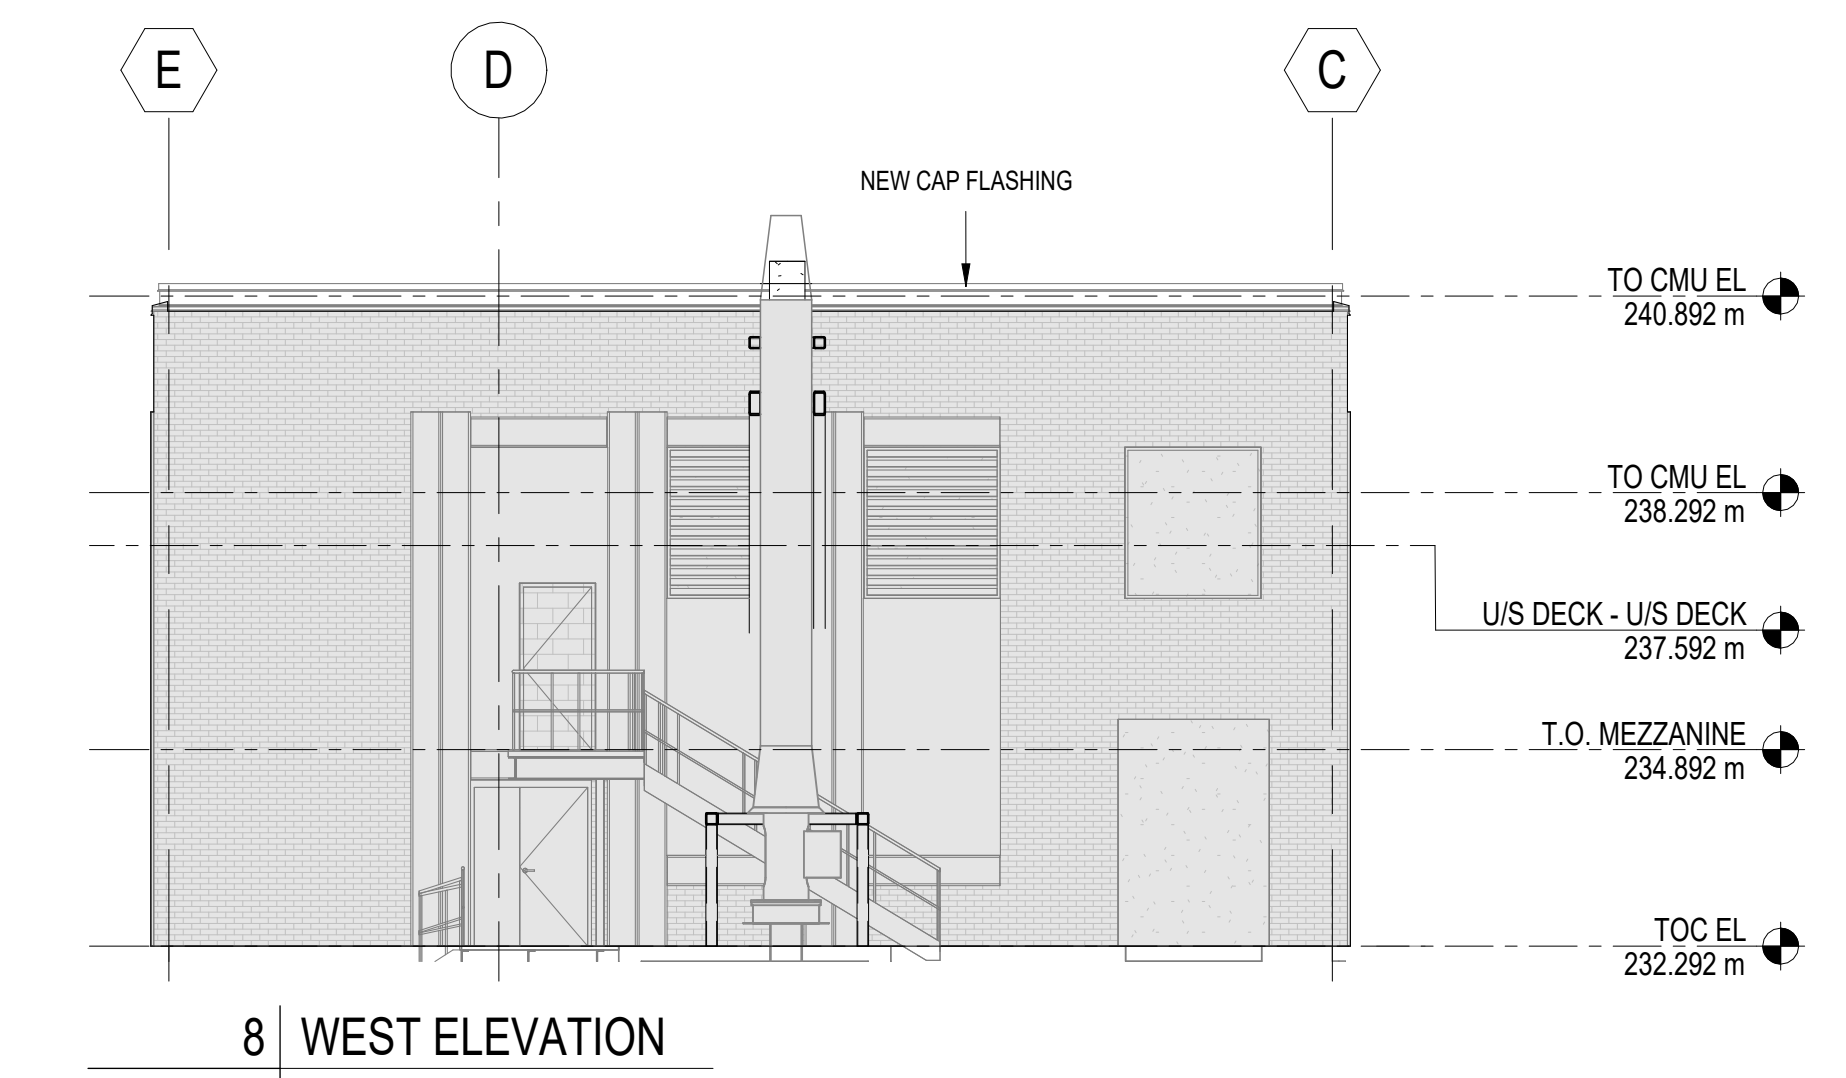 E
D
C
NEW CAP FLASHING
TO CMU EL
240.892 m
TO CMU EL
238.292 m
U/S DECK - U/S DECK
237.592 m
T.O. MEZZANINE
234.892 m
TOC EL
232.292 m
8 WEST ELEVATION